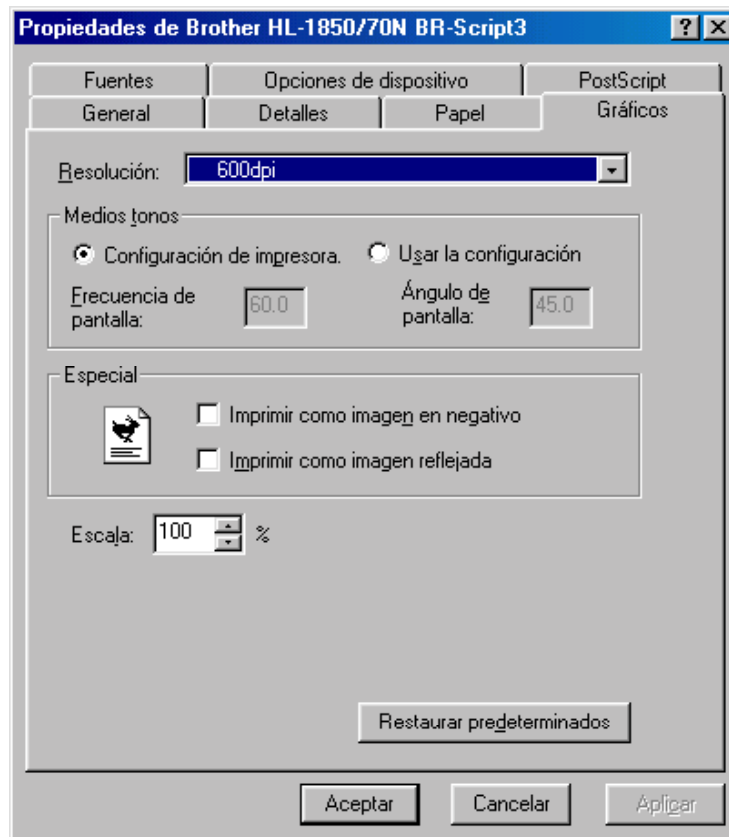 Propiedades de Brother HL-1850/70N BR-Script3
Fuentes
Opciones de dispositivo
PostScript
General
Detalles
Papel
Gráficos
Resolución: 600dpi
Medios tonos
Configuración de impresora. Usar la configuración
Frecuencia de pantalla: 60.0
Ángulo de pantalla: 45.0
Especial
Imprimir como imagen en negativo
Imprimir como imagen reflejada
Escala: 100 %
Restaurar predeterminados
Aceptar
Cancelar
Aplicar